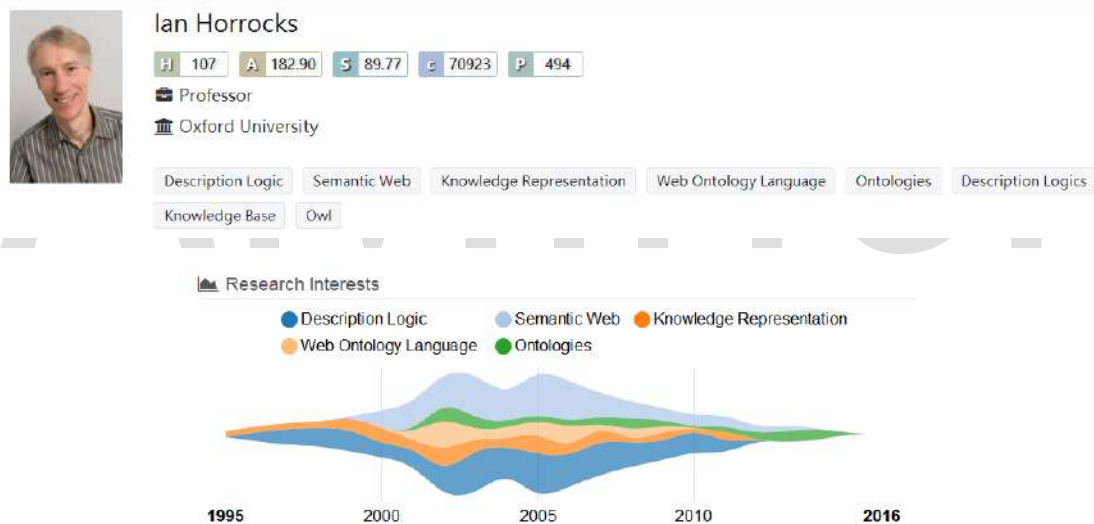 Ian Horrocks
H 107 A 182.90 S 89.77 c 70923 P 494
Professor
Oxford University
Description Logic Semantic Web Knowledge Representation Web Ontology Language Ontologies Description Logics
Knowledge Base Owl
Research Interests
Description Logic Semantic Web Knowledge Representation
Web Ontology Language Ontologies
1995 2000 2005 2010 2016